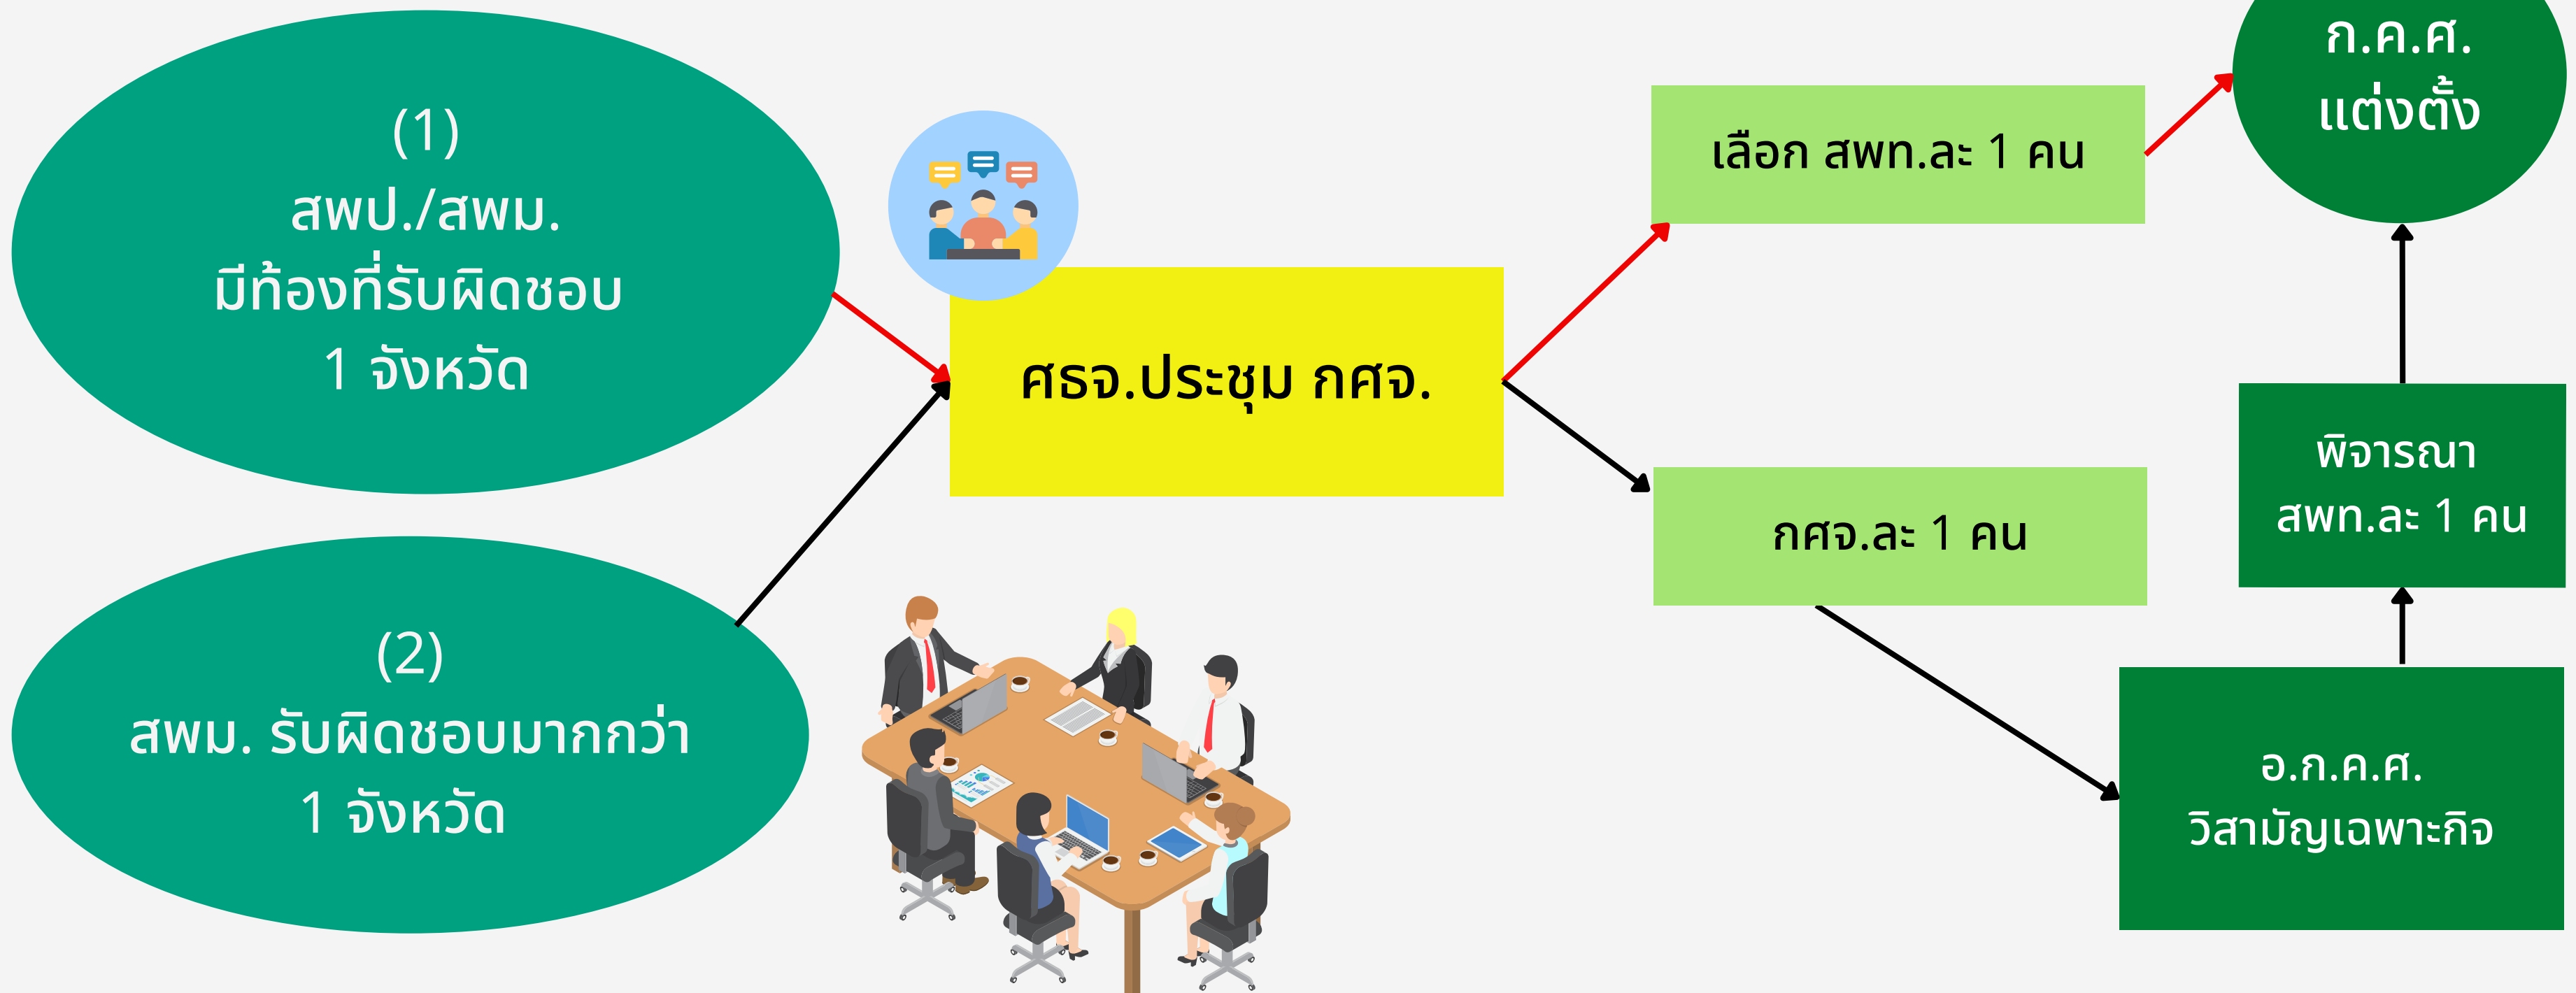 (1)
สพป./สพม.
มีท้องที่รับผิดชอบ
1 จังหวัด
(2)
สพม. รับผิดชอบมากกว่า
1 จังหวัด
ศธจ.ประชุม กศจ.
เลือก สพท.ละ 1 คน
กศจ.ละ 1 คน
ก.ค.ศ.
แต่งตั้ง
พิจารณา
สพท.ละ 1 คน
อ.ก.ค.ศ.
วิสามัญเฉพาะกิจ